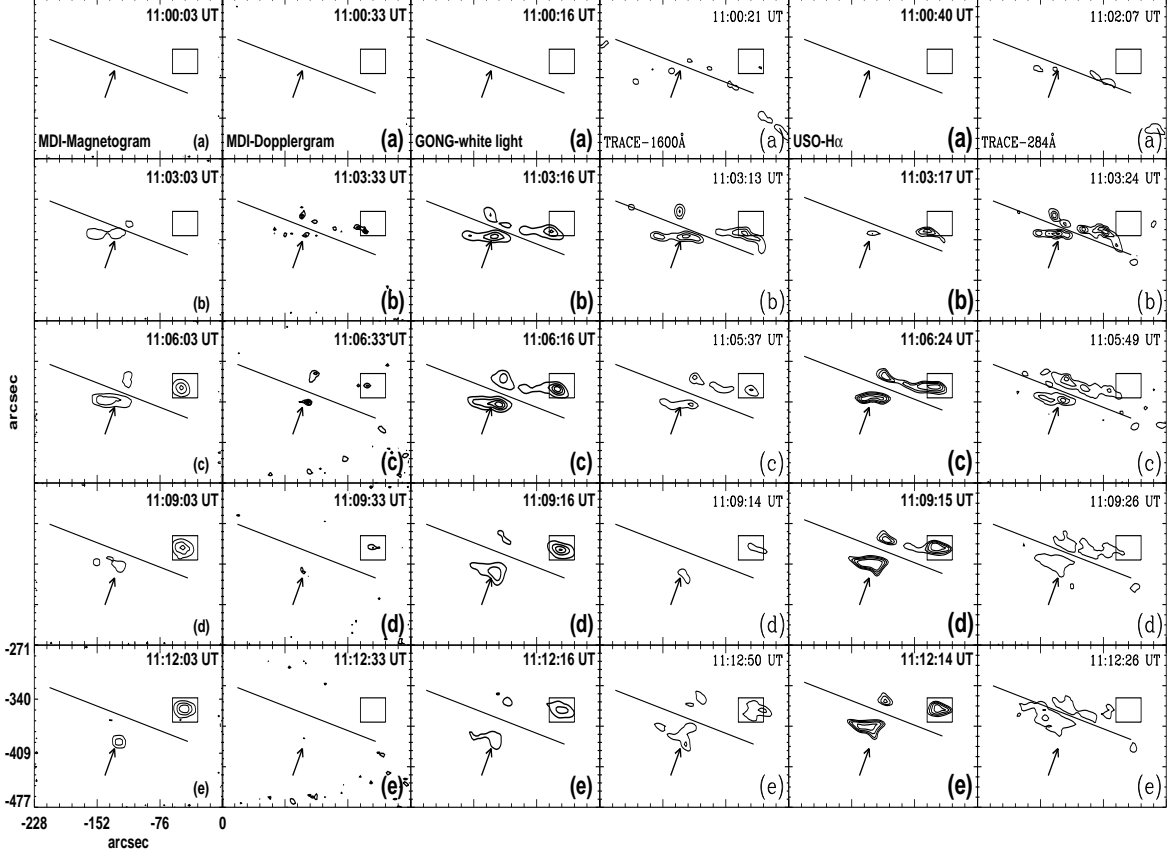 11:00:03 UT 11:00:33 UT 11:00:16 UT 11:00:21 UT 11:00:40 UT 11:02:07 UT
MDI-Magnetogram (a) MDI-Dopplergram (a) GONG-white light (a) TRACE-1600Å (a) USO-Hα (a) TRACE-284Å (a)
11:03:03 UT 11:03:33 UT 11:03:16 UT 11:03:13 UT 11:03:17 UT 11:03:24 UT
(b) (b) (b) (b) (b) (b)
11:06:03 UT 11:06:33 UT 11:06:16 UT 11:05:37 UT 11:06:24 UT 11:05:49 UT
arcsec
(c) (c) (c) (c) (c) (c)
11:09:03 UT 11:09:33 UT 11:09:16 UT 11:09:14 UT 11:09:15 UT 11:09:26 UT
(d) (d) (d) (d) (d) (d)
-271
11:12:03 UT 11:12:33 UT 11:12:16 UT 11:12:50 UT 11:12:14 UT 11:12:26 UT
-340
-409
(e) (e) (e) (e) (e) (e)
-477
-228 -152 -76 0
arcsec